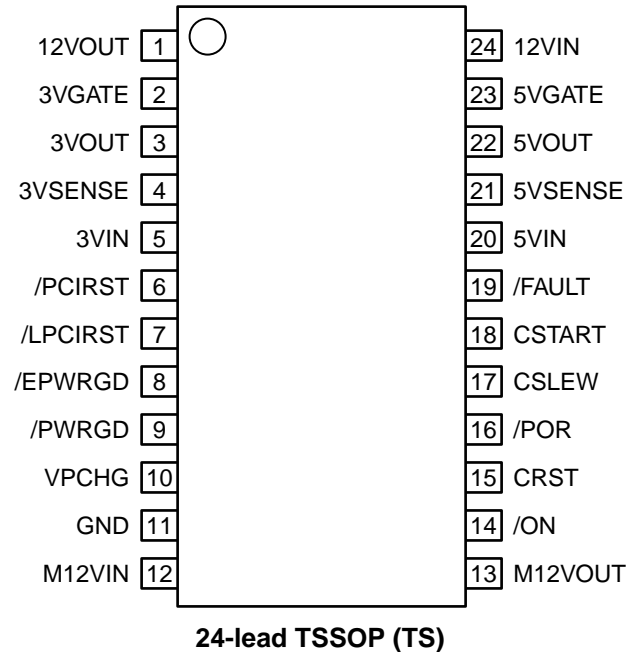 12VOUT 1 24 12VIN
3VGATE 2 23 5VGATE
3VOUT 3 22 5VOUT
3VSENSE 4 21 5VSENSE
3VIN 5 20 5VIN
/PCIRST 6 19 /FAULT
/LPCIRST 7 18 CSTART
/EPWRGD 8 17 CSLEW
/PWRGD 9 16 /POR
VPCHG 10 15 CRST
GND 11 14 /ON
M12VIN 12 13 M12VOUT
24-lead TSSOP (TS)